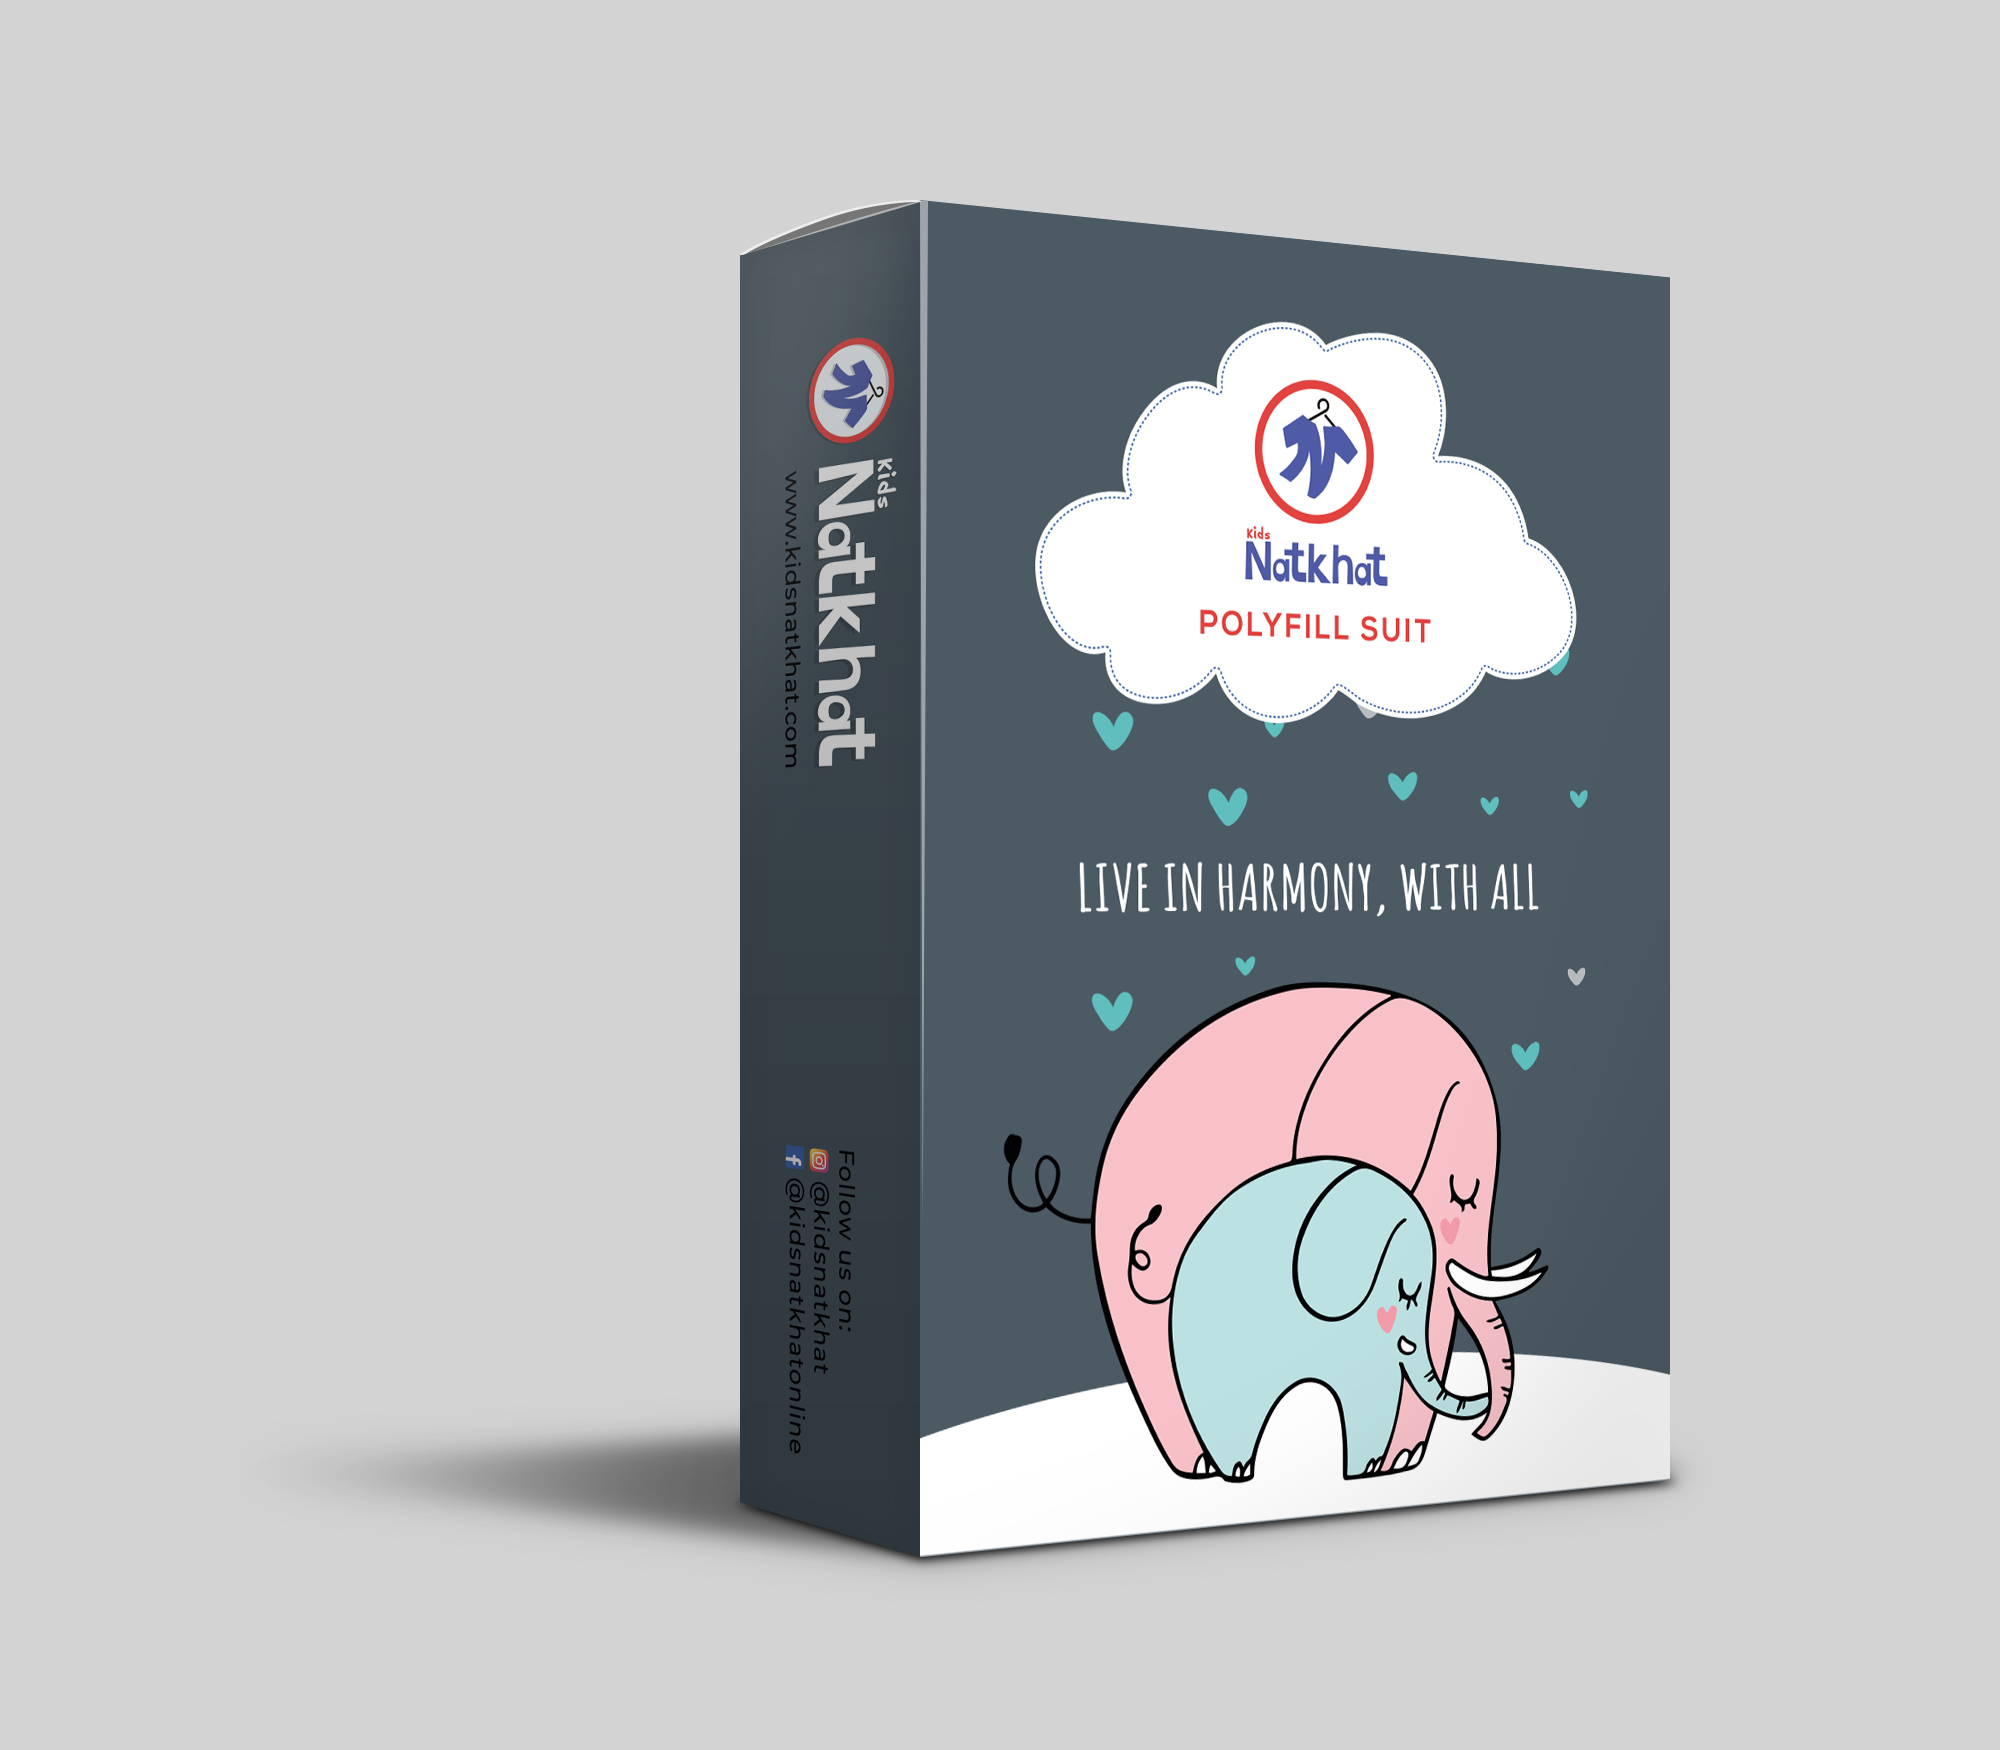 kids
Natkhat
POLYFILL SUIT
LIVE IN HARMONY, WITH ALL
kids
Natkhat
www.kidsnatkhat.com
Follow us on:
@kidsnatkhat
@kidsnatkhatonline